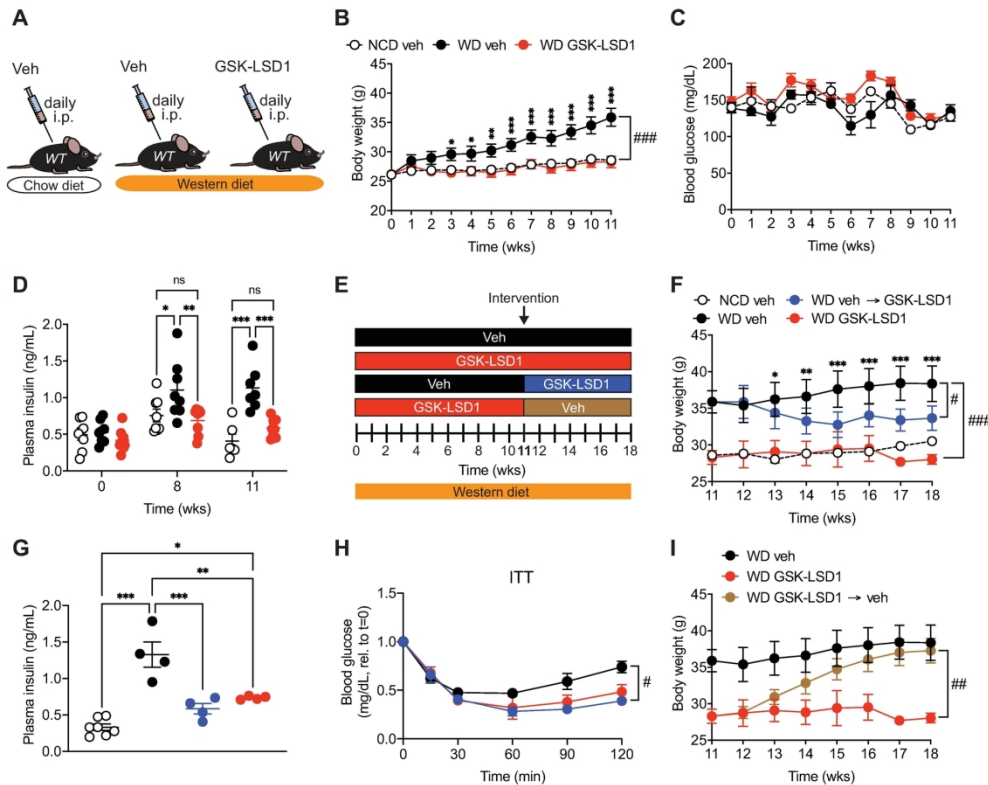 A
Veh
Veh
GSK-LSD1
daily
i.p.
daily
i.p.
daily
i.p.
WT
WT
WT
Chow diet
Western diet
B
NCD veh
WD veh
WD GSK-LSD1
Body weight (g)
40
35
30
25
20
* * ** *** *** *** *** *** ***
###
0 1 2 3 4 5 6 7 8 9 10 11
Time (wks)
C
Blood glucose (mg/dL)
200
150
100
50
0
0 1 2 3 4 5 6 7 8 9 10 11
Time (wks)
D
Plasma insulin (ng/mL)
2.0
1.5
1.0
0.5
0.0
ns
* **
ns
*** ***
0 8 11
Time (wks)
E
Intervention
Veh
GSK-LSD1
Veh
GSK-LSD1
GSK-LSD1
Veh
0 2 4 6 8 10 11 12 14 16 18
Time (wks)
Western diet
F
NCD veh
WD veh → GSK-LSD1
WD veh
WD GSK-LSD1
Body weight (g)
45
40
35
30
25
* ** *** *** *** ***
#
###
11 12 13 14 15 16 17 18
Time (wks)
G
Plasma insulin (ng/mL)
2.0
1.5
1.0
0.5
0.0
*
**
*** ***
H
ITT
Blood glucose
(mg/dL, rel. to t=0)
1.5
1.0
0.5
0.0
#
0 30 60 90 120
Time (min)
I
WD veh
WD GSK-LSD1
WD GSK-LSD1 → veh
Body weight (g)
45
40
35
30
25
##
11 12 13 14 15 16 17 18
Time (wks)